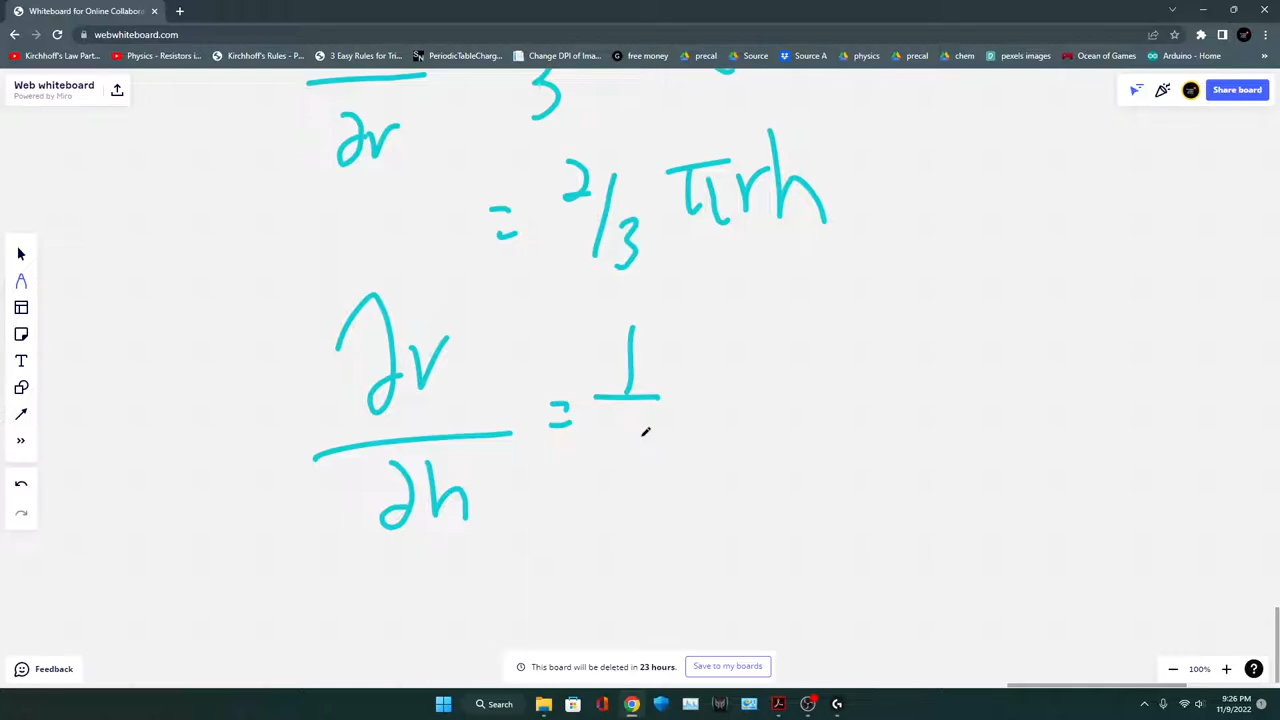 Whiteboard for Online Collabora
webwhiteboard.com
Kirchhoff's Law Part...
Physics - Resistors i...
Kirchhoff's Rules - P...
3 Easy Rules for Tri...
PeriodicTableCharg...
Change DPI of Ima...
free money
precal
Source
Source A
physics
precal
chem
pexels images
Ocean of Games
Arduino - Home
Web whiteboard
Powered by Miro
Share board
3
∂r
= 2/3 πrh
∂v
= 1
∂h
Feedback
This board will be deleted in 23 hours.
Save to my boards
100%
Search
9:26 PM
11/9/2022